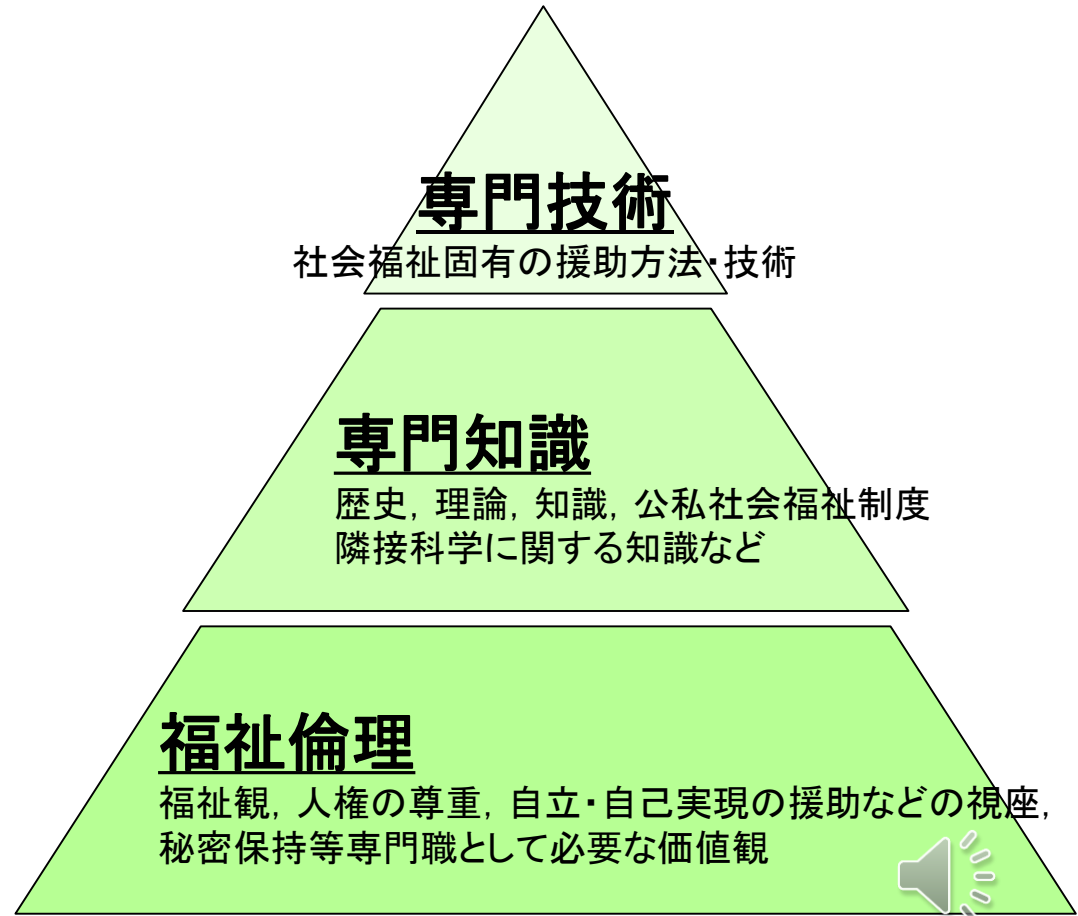 専門技術
社会福祉固有の援助方法・技術
専門知識
歴史，理論，知識，公私社会福祉制度
隣接科学に関する知識など
福祉倫理
福祉観，人権の尊重，自立・自己実現の援助などの視座，
秘密保持等専門職として必要な価値観